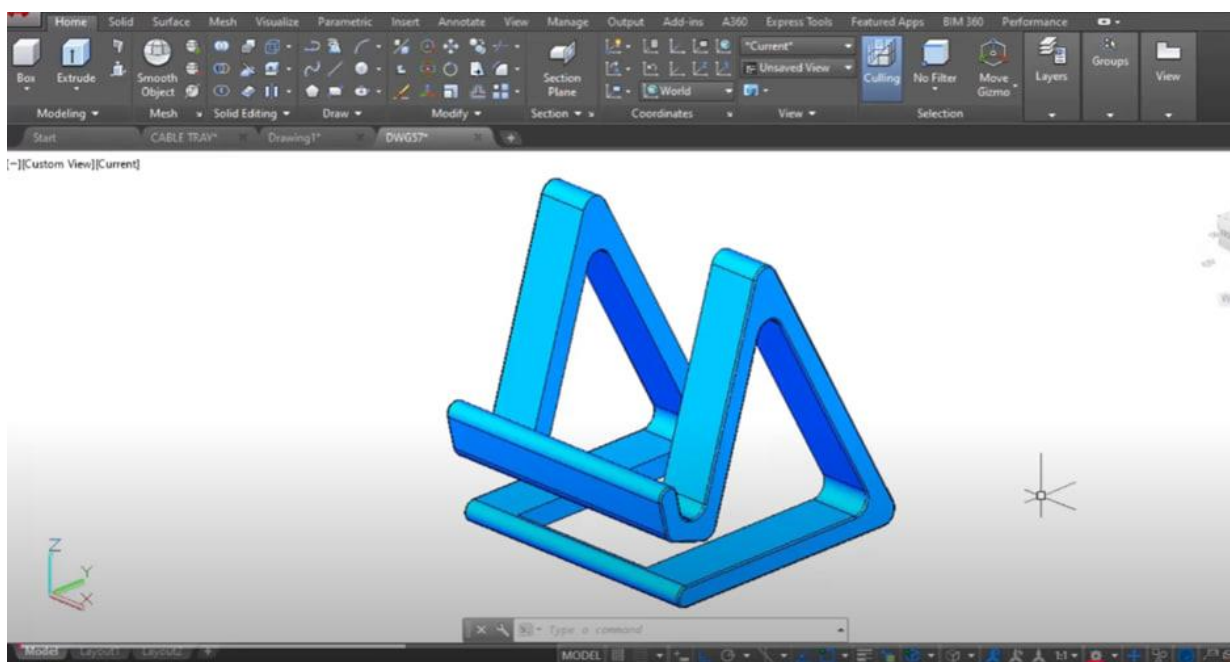 Home Solid Surface Mesh Visualize Parametric Insert Annotate View Manage Output Add-ins A360 Express Tools Featured Apps BIM 360 Performance
"Current"
Unsaved View
Box Extrude Smooth Object Section Plane World Culling No Filter Move Gizmo Layers Groups View
Modeling Mesh Solid Editing Draw Modify Section Coordinates View Selection
Start CABLE TRAY* Drawing1* DWG57*
[−][Custom View][Current]
Z
Y
X
Type a command
Model Layout1 Layout2 + MODEL 1:1